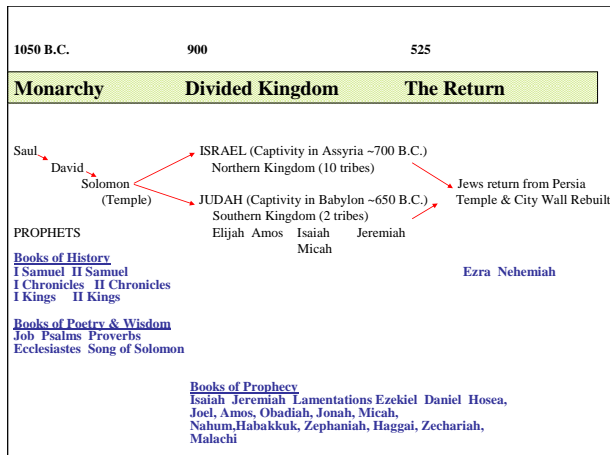 1050 B.C. 900 525
Monarchy Divided Kingdom The Return
Saul ISRAEL (Captivity in Assyria ~700 B.C.)
David Northern Kingdom (10 tribes)
Solomon Jews return from Persia
(Temple) JUDAH (Captivity in Babylon ~650 B.C.) Temple & City Wall Rebuilt
Southern Kingdom (2 tribes)
PROPHETS Elijah Amos Isaiah Jeremiah
Micah
Books of History
I Samuel II Samuel Ezra Nehemiah
I Chronicles II Chronicles
I Kings II Kings
Books of Poetry & Wisdom
Job Psalms Proverbs
Ecclesiastes Song of Solomon
Books of Prophecy
Isaiah Jeremiah Lamentations Ezekiel Daniel Hosea,
Joel, Amos, Obadiah, Jonah, Micah,
Nahum,Habakkuk, Zephaniah, Haggai, Zechariah,
Malachi